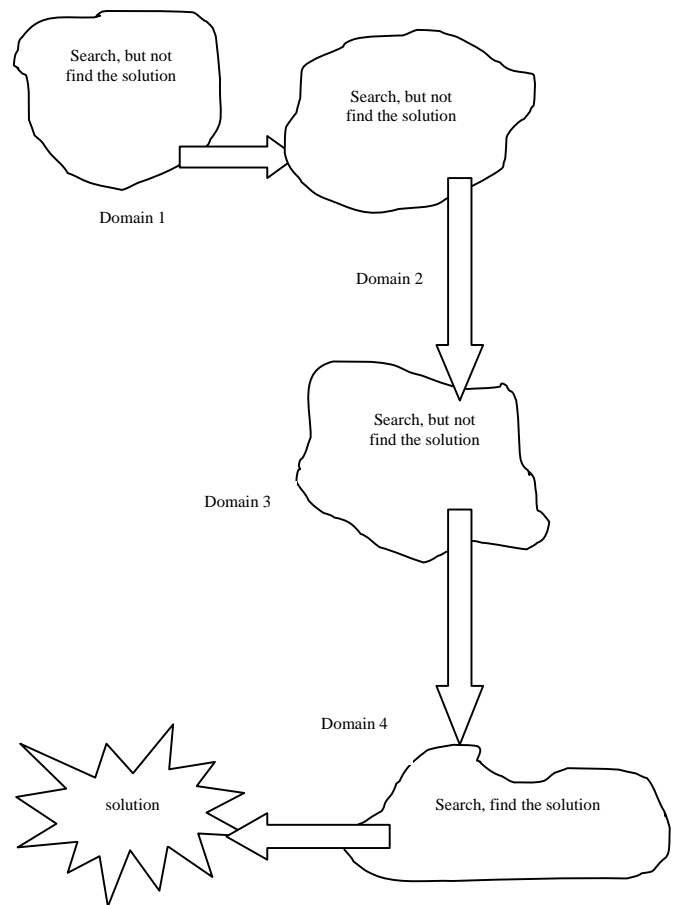 Search, but not
find the solution
Search, but not
find the solution
Domain 1
Domain 2
Search, but not
find the solution
Domain 3
Domain 4
solution
Search, find the solution